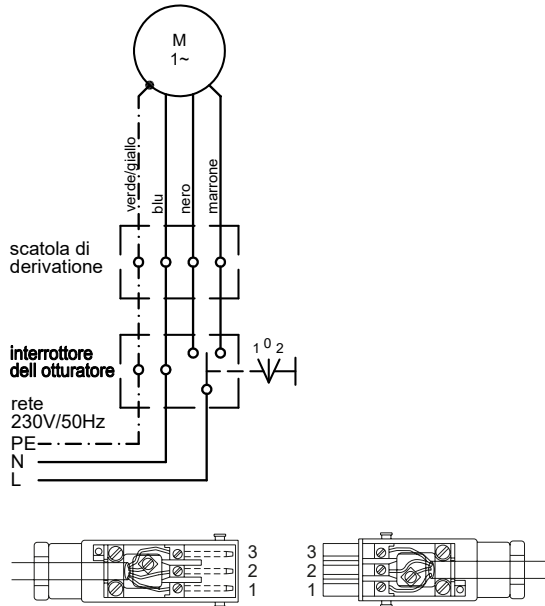 M
1~
verde/giallo
blu
nero
marrone
scatola di
derivatione
interrottore
dell otturatore
1 0 2
rete
230V/50Hz
PE
N
L
3
2
1
3
2
1